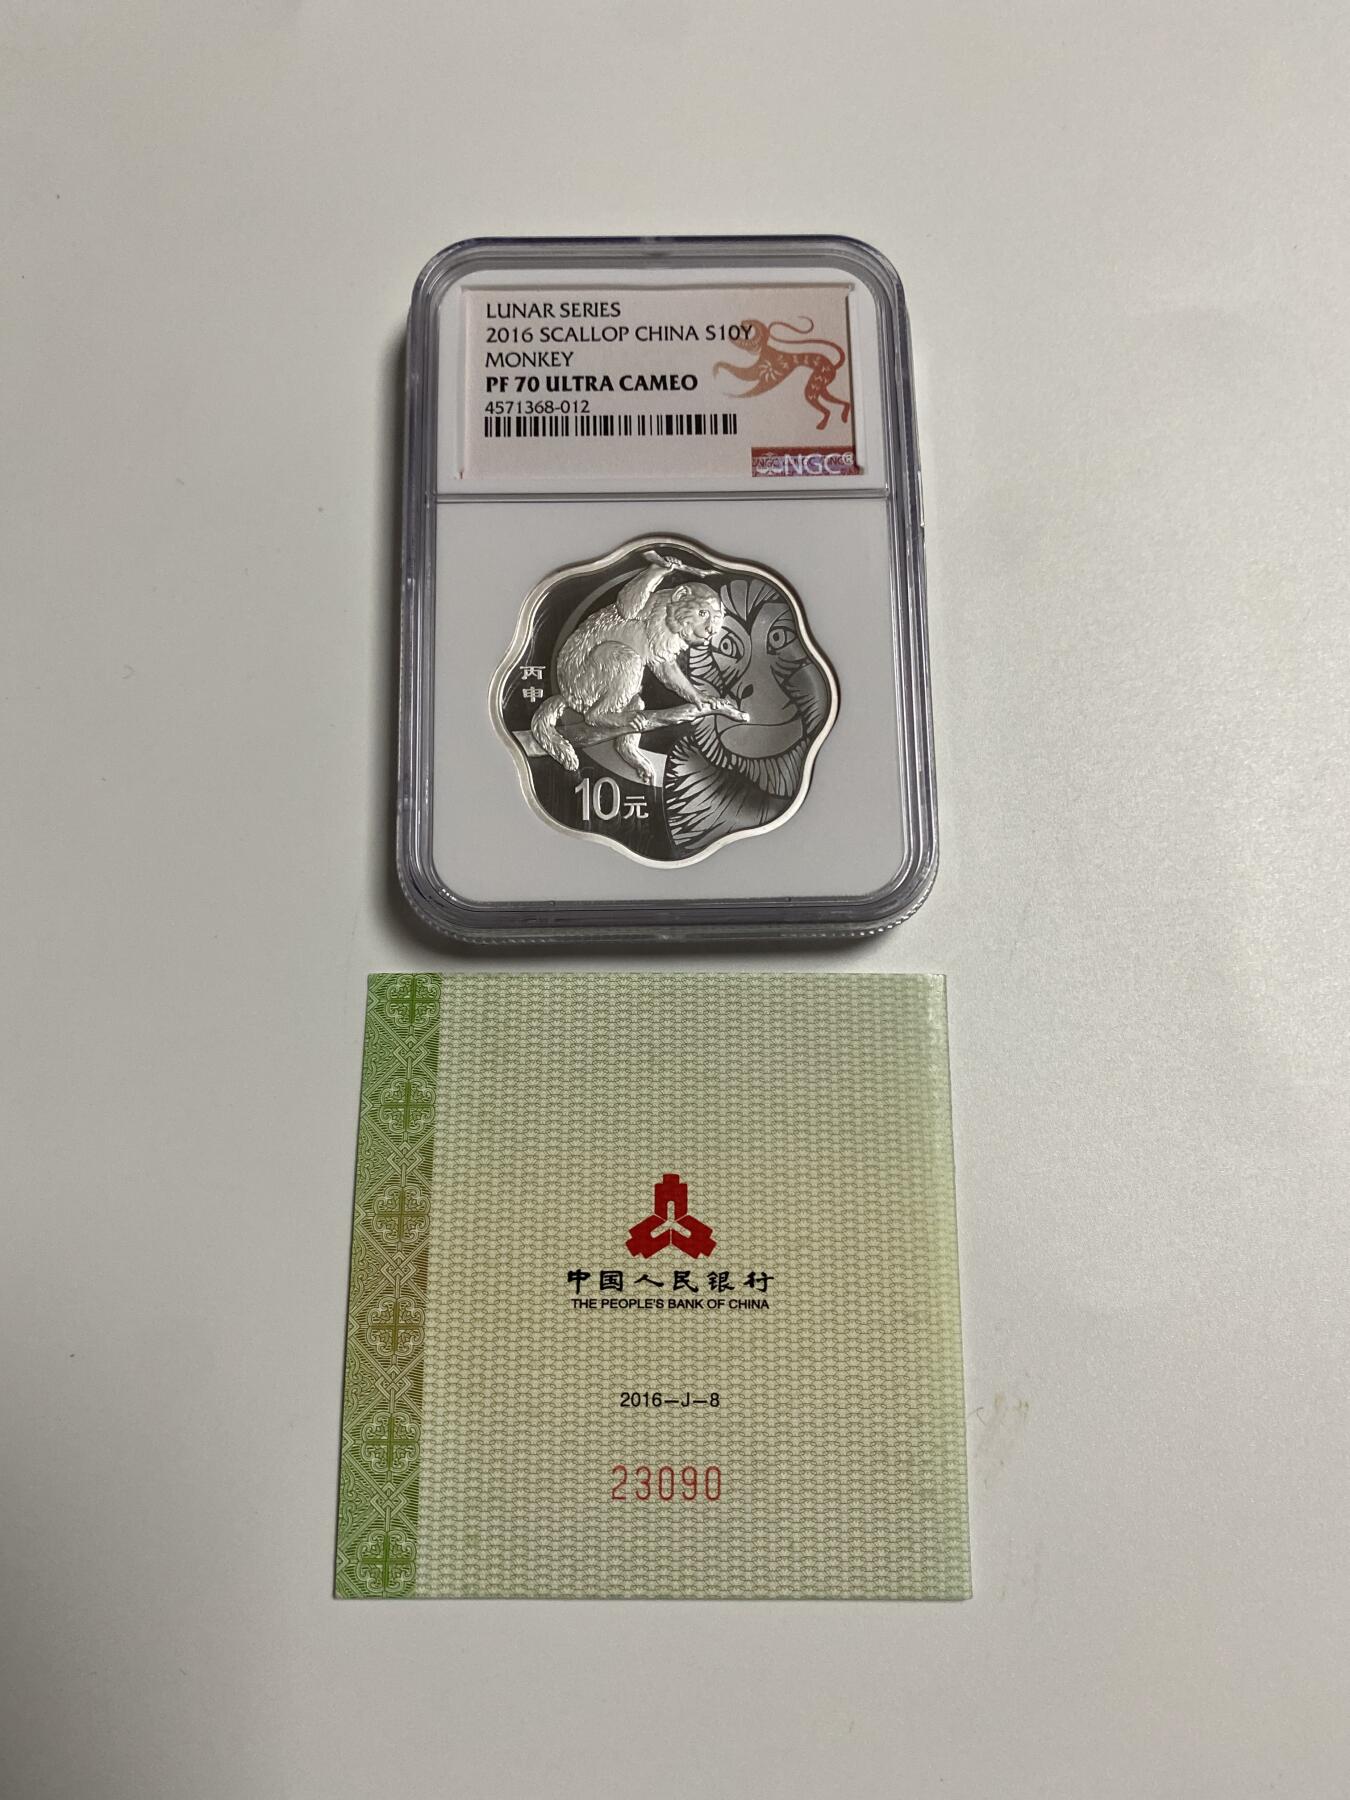 LUNAR SERIES
2016 SCALLOP CHINA S10Y
MONKEY
PF 70 ULTRA CAMEO
4571368-012
NGC
丙
申
10元
中国人民银行
THE PEOPLE'S BANK OF CHINA
2016-J-8
23090